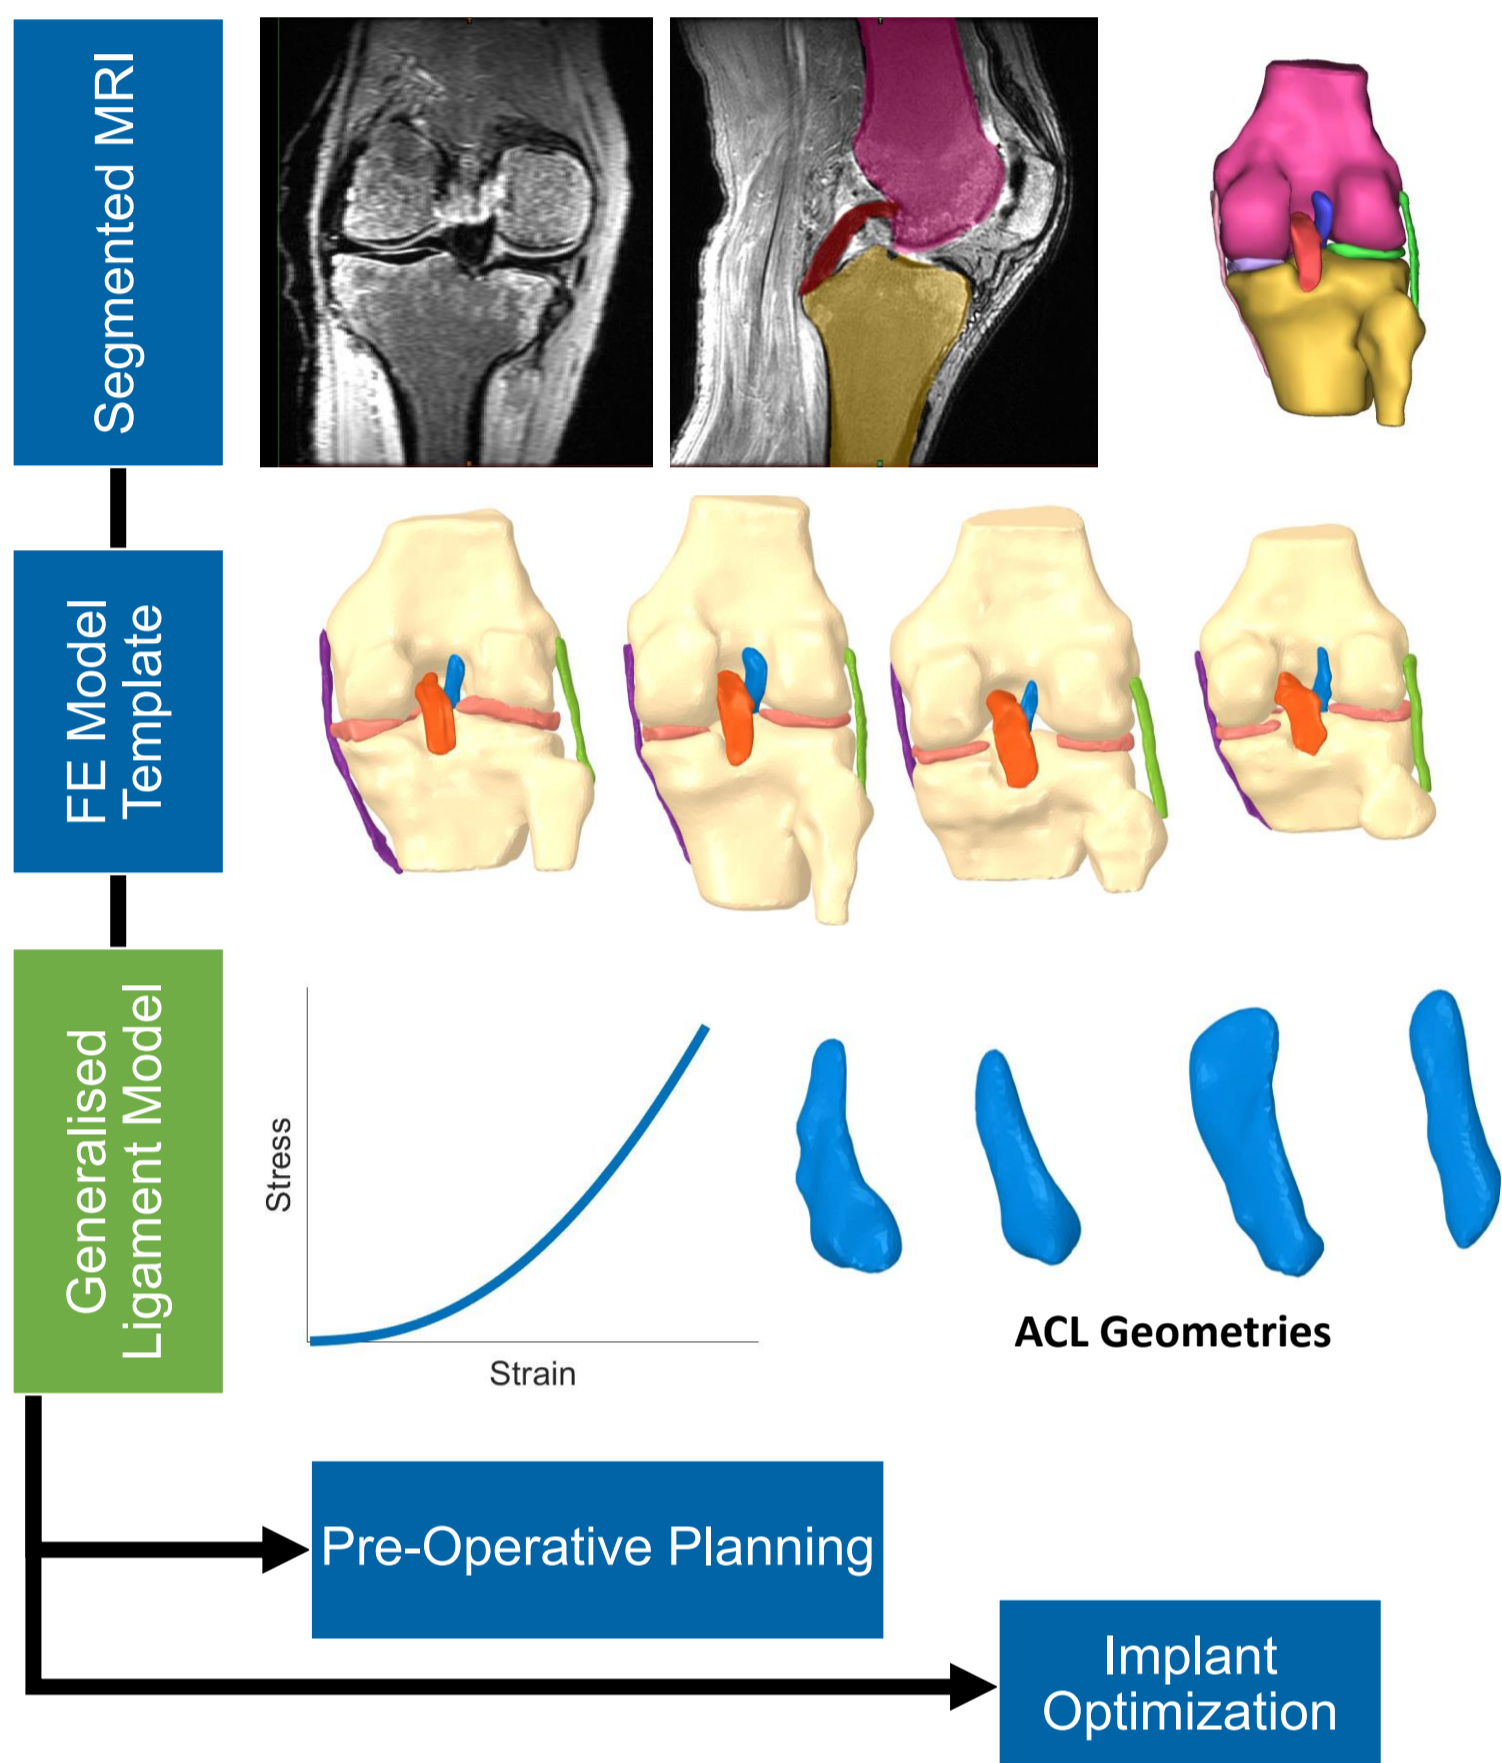 Segmented MRI
FE Model
Template
Generalised
Ligament Model
Stress
Strain
ACL Geometries
Pre-Operative Planning
Implant
Optimization